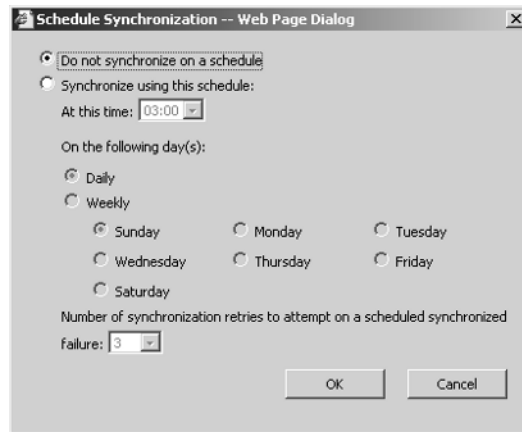 Schedule Synchronization -- Web Page Dialog
Do not synchronize on a schedule
Synchronize using this schedule:
At this time: 03:00
On the following day(s):
Daily
Weekly
Sunday Monday Tuesday
Wednesday Thursday Friday
Saturday
Number of synchronization retries to attempt on a scheduled synchronized
failure: 3
OK Cancel